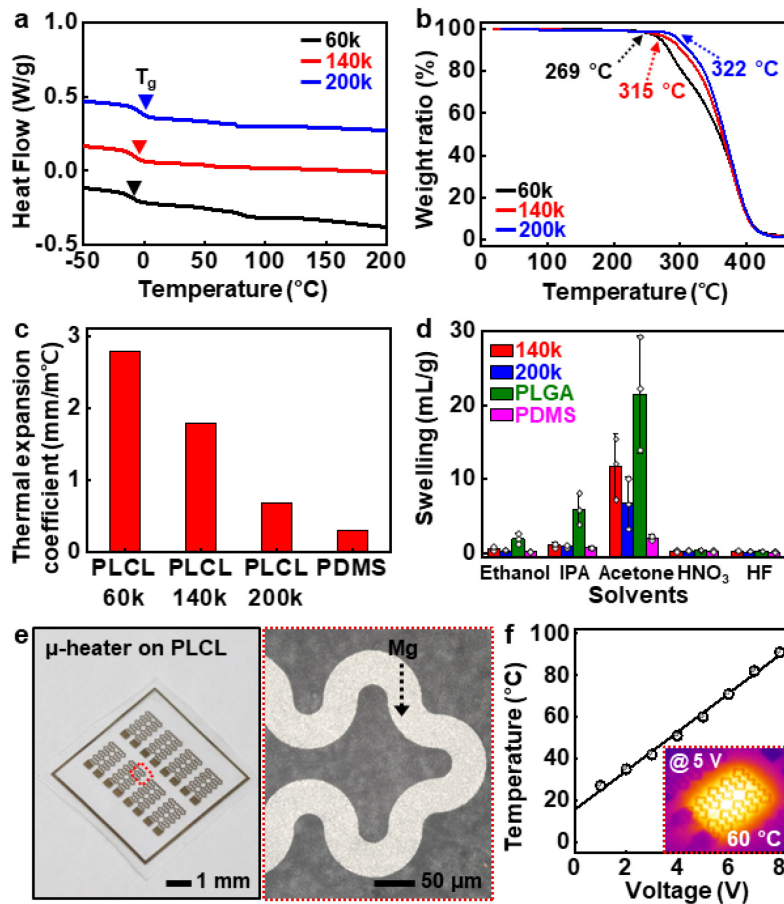 a
Heat Flow (W/g)
0.5
0.0
-0.5
Tg
60k
140k
200k
-50 0 50 100 150 200
Temperature (°C)
b
Weight ratio (%)
100
80
60
40
20
0
269 °C
315 °C
322 °C
60k
140k
200k
0 100 200 300 400
Temperature (℃)
c
Thermal expansion
coefficient (mm/m℃)
3
2
1
0
PLCL PLCL PLCL PDMS
60k 140k 200k
d
Swelling (mL/g)
30
20
10
0
140k
200k
PLGA
PDMS
Ethanol IPA Acetone HNO₃ HF
Solvents
e
μ-heater on PLCL
1 mm
Mg
50 μm
f
Temperature (°C)
100
80
60
40
20
0
@ 5 V
60 °C
0 2 4 6 8
Voltage (V)